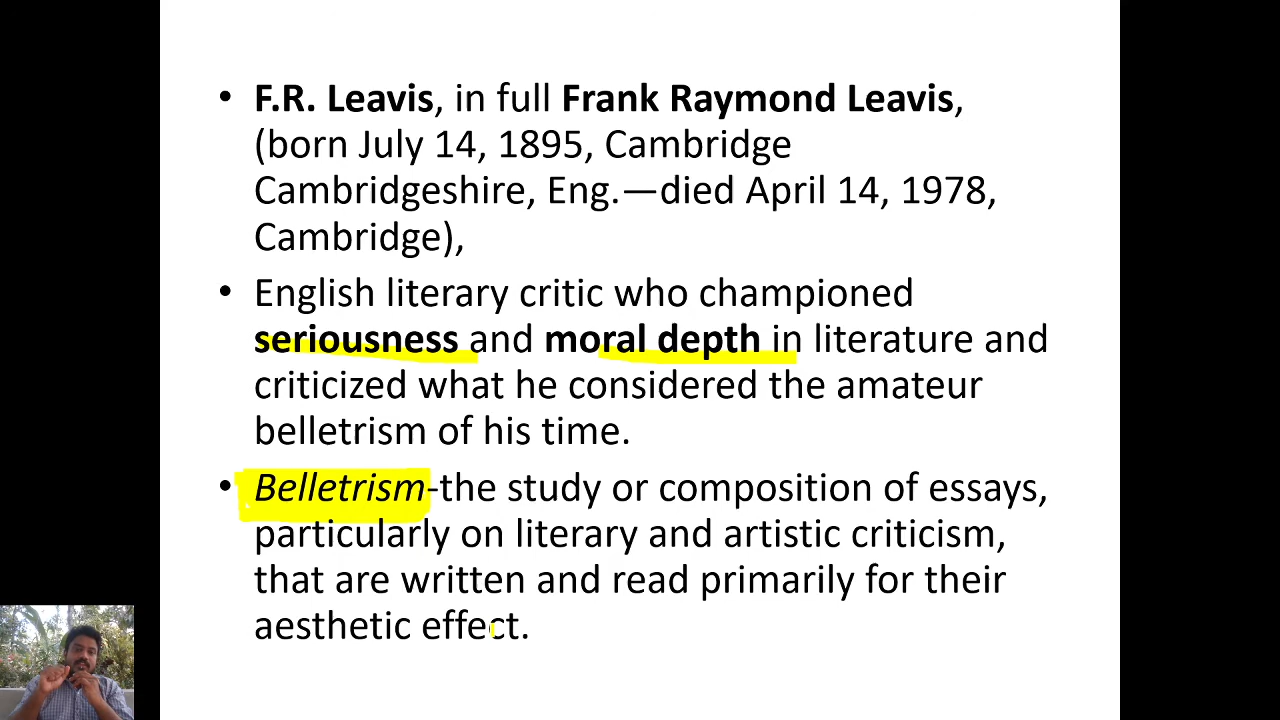 • F.R. Leavis, in full Frank Raymond Leavis,
(born July 14, 1895, Cambridge
Cambridgeshire, Eng.—died April 14, 1978,
Cambridge),
• English literary critic who championed
seriousness and moral depth in literature and
criticized what he considered the amateur
belletrism of his time.
• Belletrism-the study or composition of essays,
particularly on literary and artistic criticism,
that are written and read primarily for their
aesthetic effect.